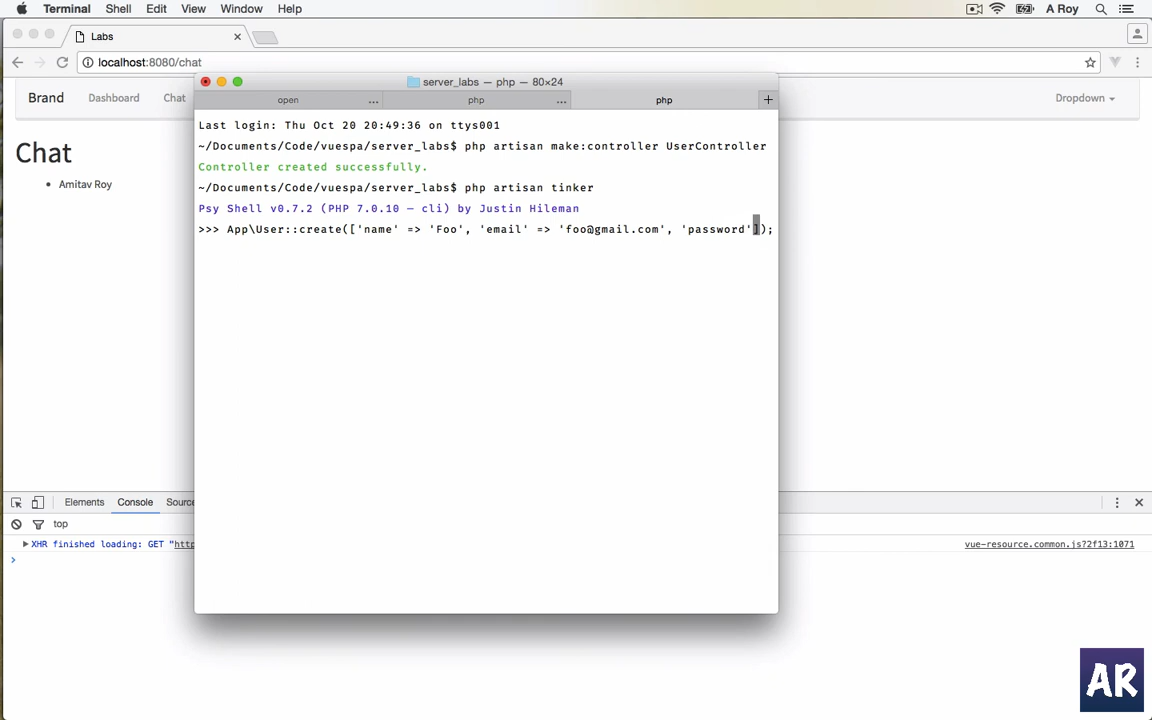 Terminal Shell Edit View Window Help A Roy
Labs
localhost:8080/chat
server_labs — php — 80×24
open ... php ... php +
Brand Dashboard Chat Dropdown
Last login: Thu Oct 20 20:49:36 on ttys001
~/Documents/Code/vuespa/server_labs$ php artisan make:controller UserController
Controller created successfully.
~/Documents/Code/vuespa/server_labs$ php artisan tinker
Psy Shell v0.7.2 (PHP 7.0.10 — cli) by Justin Hileman
>>> App\User::create(['name' => 'Foo', 'email' => 'foo@gmail.com', 'password']);
Chat
• Amitav Roy
Elements Console Source
top
XHR finished loading: GET "http vue-resource.common.js?2f13:1071
>
AR